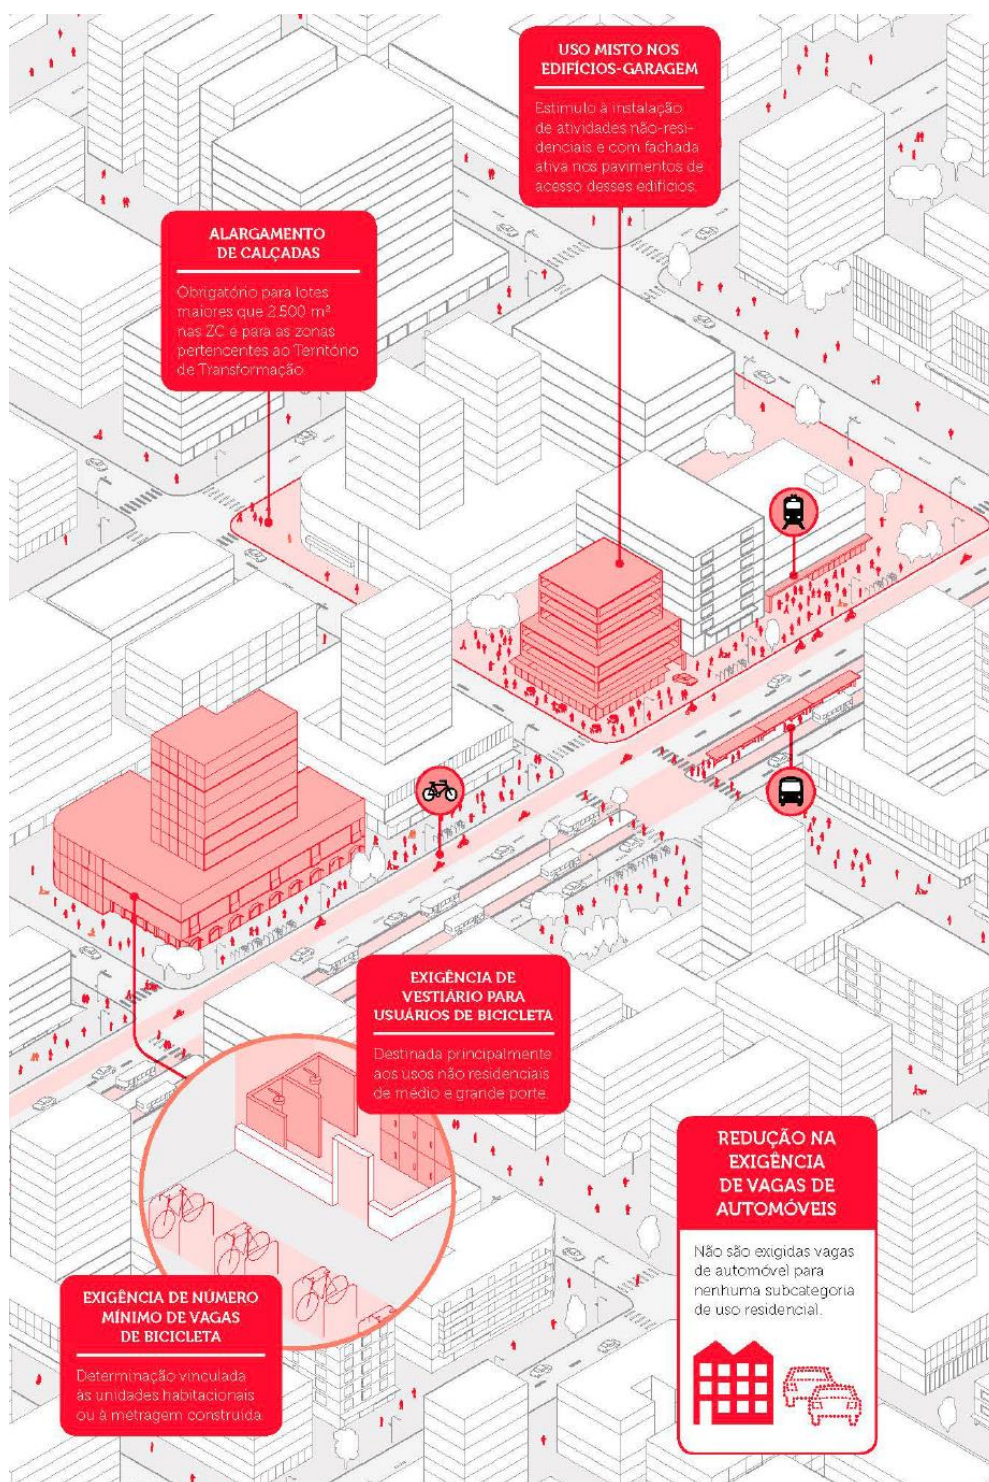 USO MISTO NOS
EDIFÍCIOS-GARAGEM
Estímulo à instalação
de atividades não-resi-
denciais e com fachada
ativa nos pavimentos de
acesso desses edifícios.
ALARGAMENTO
DE CALÇADAS
Obrigatório para lotes
maiores que 2.500 m²
nas ZC e para as zonas
pertencentes ao Território
de Transformação
EXIGÊNCIA DE
VESTIÁRIO PARA
USUÁRIOS DE BICICLETA
Destinada principalmente
aos usos não residenciais
de médio e grande porte.
REDUÇÃO NA
EXIGÊNCIA
DE VAGAS DE
AUTOMÓVEIS
Não são exigidas vagas
de automóvel para
nenhuma subcategoria
de uso residencial.
EXIGÊNCIA DE NÚMERO
MÍNIMO DE VAGAS
DE BICICLETA
Determinação vinculada
às unidades habitacionais
ou à metragem construída.